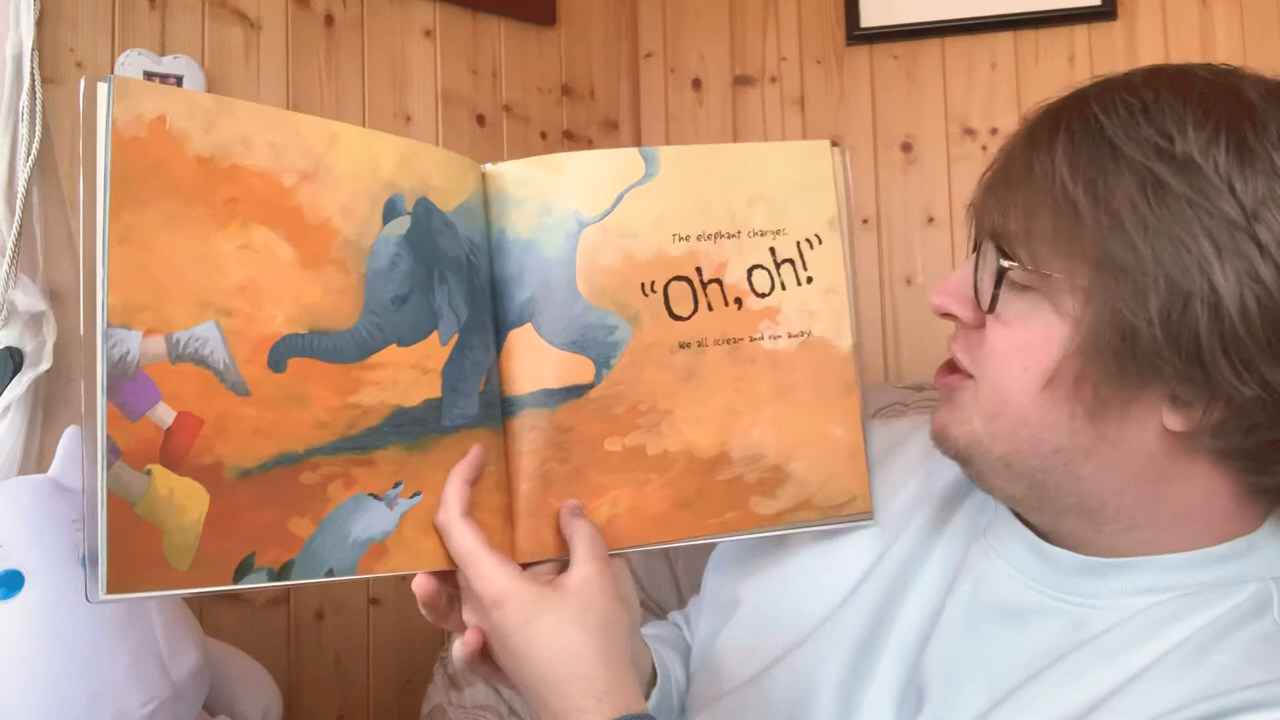 The elephant charges.
“Oh, oh!”
We all scream and run away.